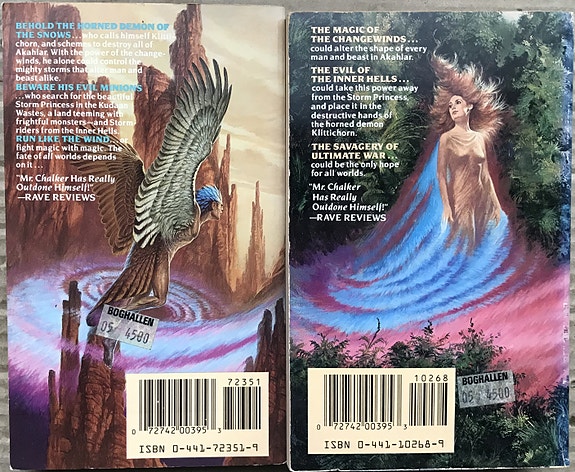 BEHOLD THE HORNED DEMON OF
THE SNOWS...who calls himself Klitti-
chorn, and schemes to destroy all of
Akahlar. With the power of the change-
winds, he alone could control the
mighty storms that alter man and
beast alike.
BEWARE HIS EVIL MINIONS
...who search for the beautiful
Storm Princess in the Kudaan
Wastes, a land teeming with
frightful monsters—and Storm
riders from the Inner Hells.
RUN LIKE THE WIND...
fight magic with magic. The
fate of all worlds depends
on it...
"Mr. Chalker
Has Really
Outdone Himself!"
—RAVE REVIEWS
BOGHALLEN
05 4500
72351
0 72742 00395 3
ISBN 0-441-72351-9
THE MAGIC OF
THE CHANGEWINDS...
could alter the shape of every
man and beast in Akahlar.
THE EVIL OF
THE INNER HELLS...
could take this power away
from the Storm Princess,
and place it in the
destructive hands of
the horned demon
Klittichorn.
THE SAVAGERY OF
ULTIMATE WAR...
could be the only hope
for all worlds.
"Mr. Chalker
Has Really
Outdone Himself!"
—RAVE REVIEWS
10268
0 72742 00395 3
ISBN 0-441-10268-9
BOGHALLEN
05 4500